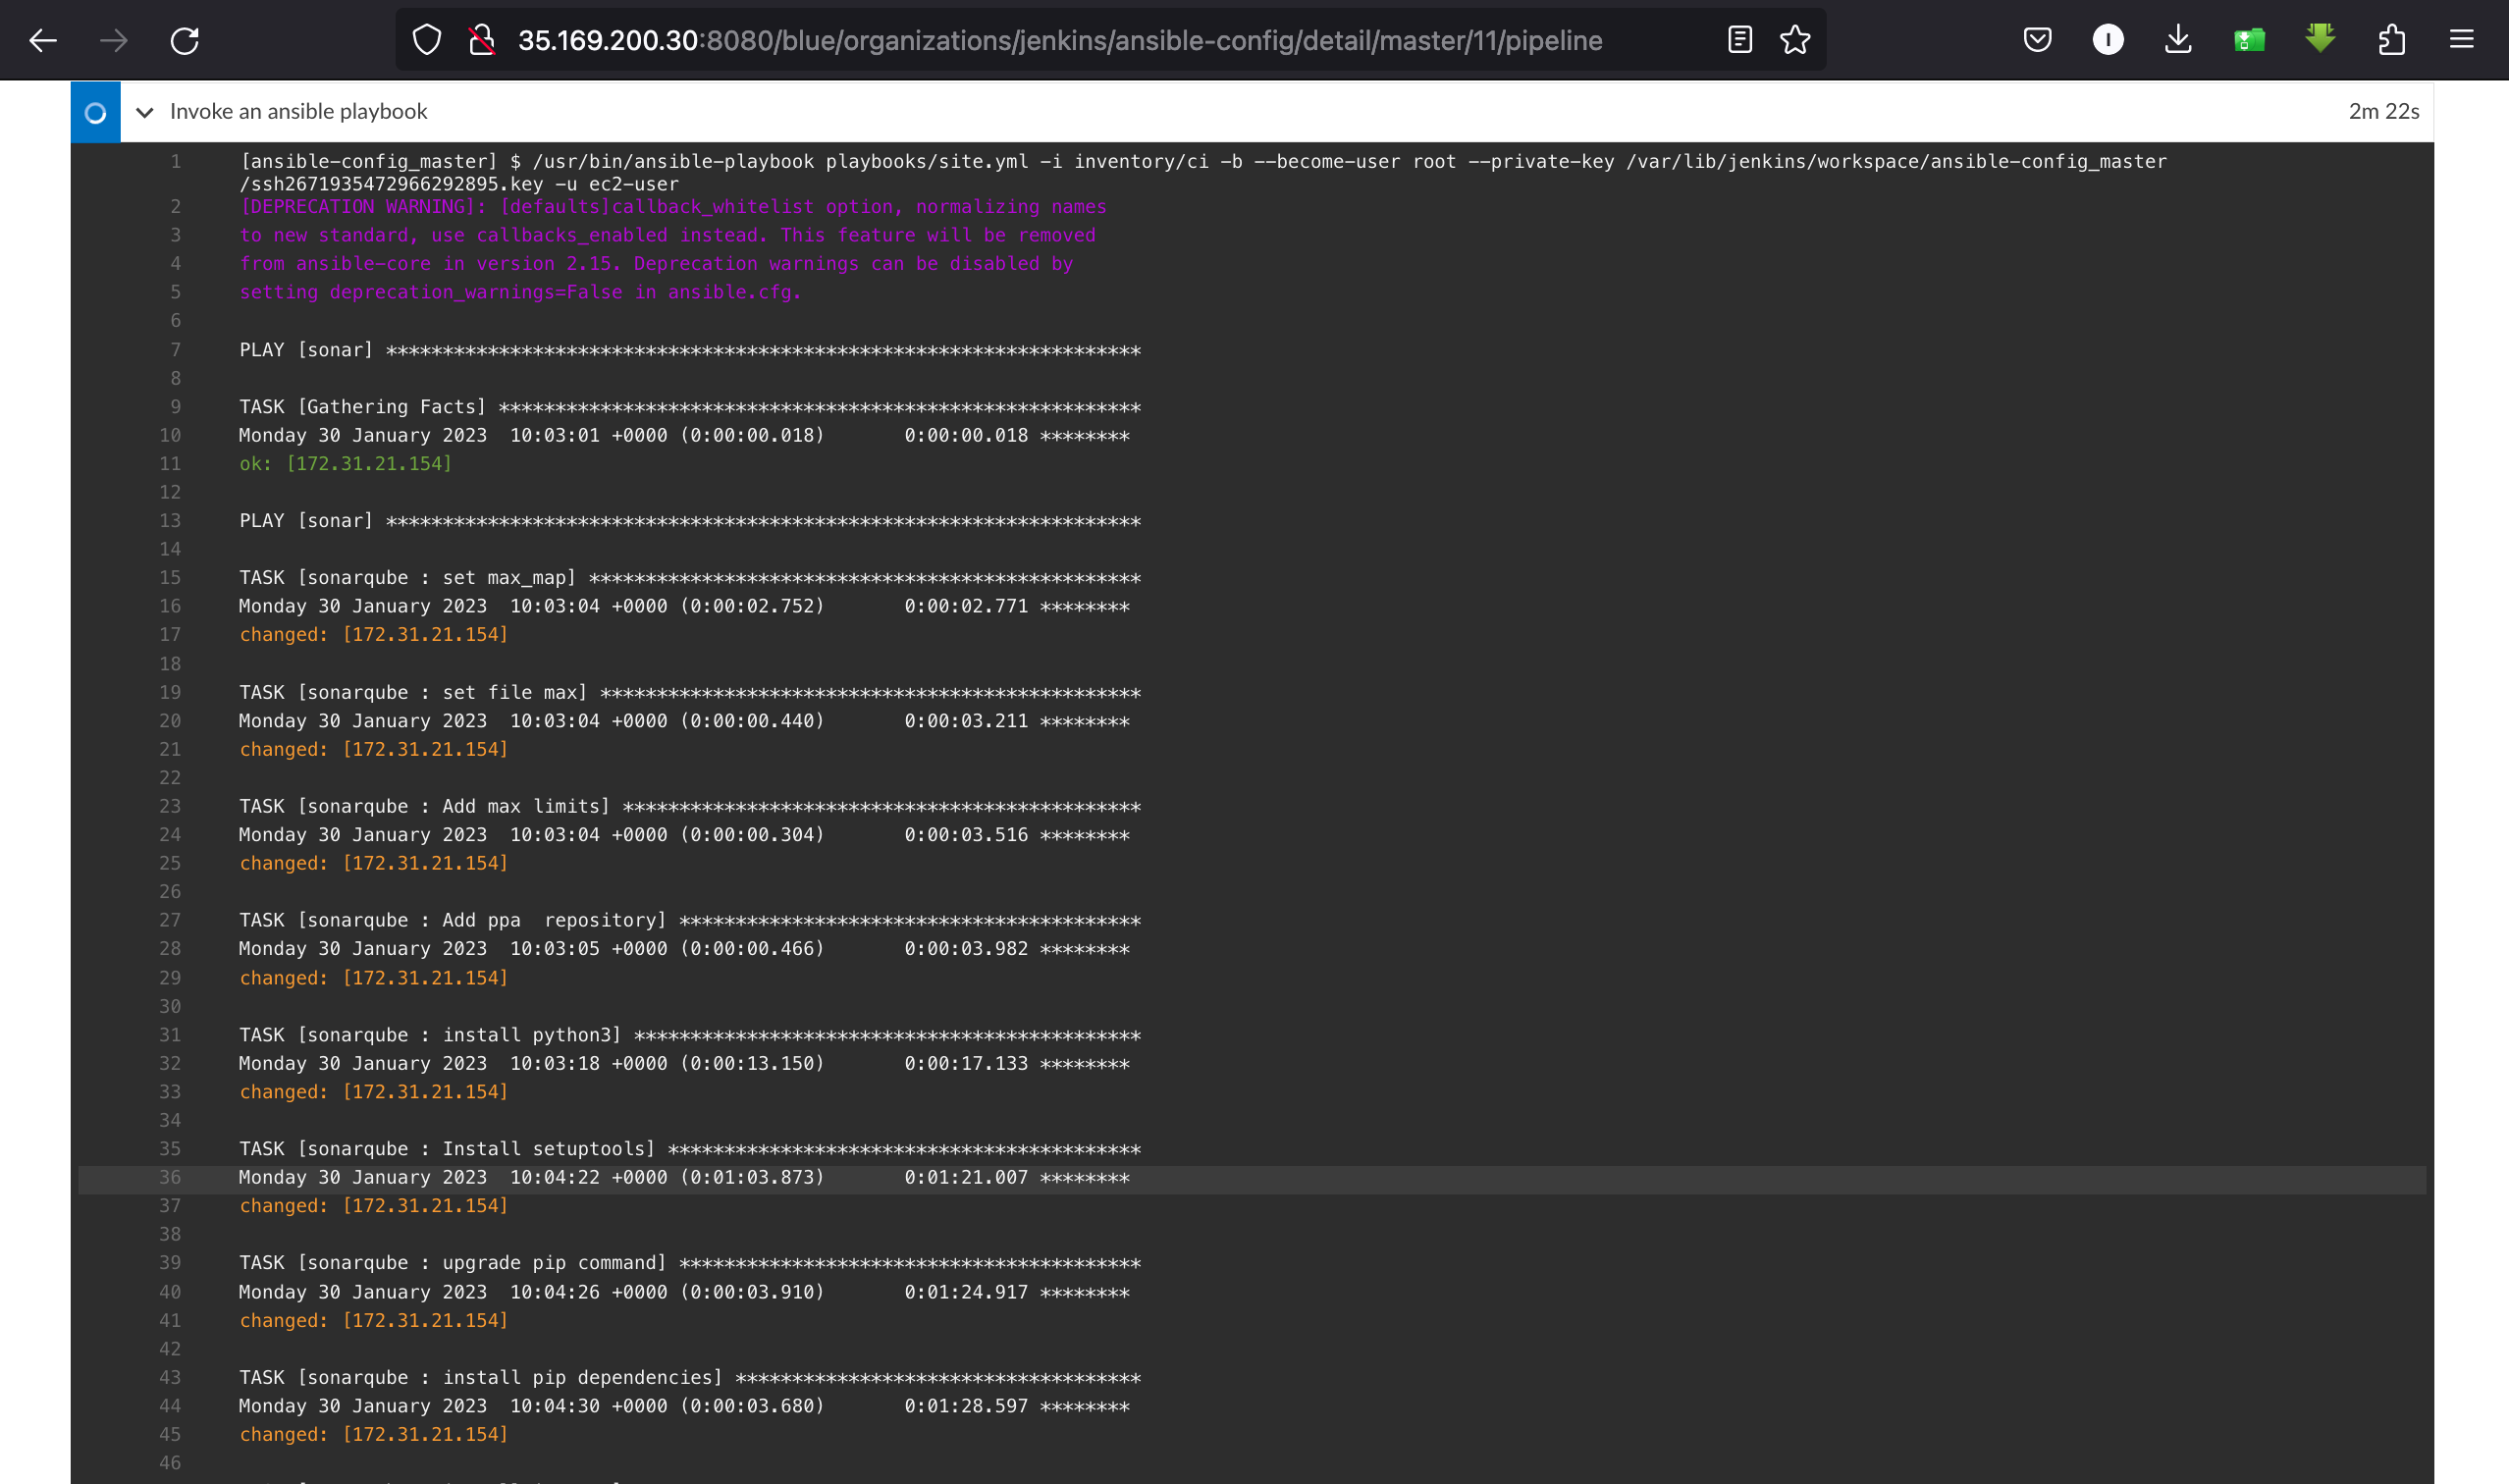 35.169.200.30:8080/blue/organizations/jenkins/ansible-config/detail/master/11/pipeline
I
Invoke an ansible playbook 2m 22s
1 [ansible-config_master] $ /usr/bin/ansible-playbook playbooks/site.yml -i inventory/ci -b --become-user root --private-key /var/lib/jenkins/workspace/ansible-config_master
/ssh2671935472966292895.key -u ec2-user
2 [DEPRECATION WARNING]: [defaults]callback_whitelist option, normalizing names
3 to new standard, use callbacks_enabled instead. This feature will be removed
4 from ansible-core in version 2.15. Deprecation warnings can be disabled by
5 setting deprecation_warnings=False in ansible.cfg.
6
7 PLAY [sonar] *******************************************************************
8
9 TASK [Gathering Facts] *********************************************************
10 Monday 30 January 2023  10:03:01 +0000 (0:00:00.018)       0:00:00.018 ********
11 ok: [172.31.21.154]
12
13 PLAY [sonar] *******************************************************************
14
15 TASK [sonarqube : set max_map] *************************************************
16 Monday 30 January 2023  10:03:04 +0000 (0:00:02.752)       0:00:02.771 ********
17 changed: [172.31.21.154]
18
19 TASK [sonarqube : set file max] ************************************************
20 Monday 30 January 2023  10:03:04 +0000 (0:00:00.440)       0:00:03.211 ********
21 changed: [172.31.21.154]
22
23 TASK [sonarqube : Add max limits] **********************************************
24 Monday 30 January 2023  10:03:04 +0000 (0:00:00.304)       0:00:03.516 ********
25 changed: [172.31.21.154]
26
27 TASK [sonarqube : Add ppa  repository] *****************************************
28 Monday 30 January 2023  10:03:05 +0000 (0:00:00.466)       0:00:03.982 ********
29 changed: [172.31.21.154]
30
31 TASK [sonarqube : install python3] *********************************************
32 Monday 30 January 2023  10:03:18 +0000 (0:00:13.150)       0:00:17.133 ********
33 changed: [172.31.21.154]
34
35 TASK [sonarqube : Install setuptools] ******************************************
36 Monday 30 January 2023  10:04:22 +0000 (0:01:03.873)       0:01:21.007 ********
37 changed: [172.31.21.154]
38
39 TASK [sonarqube : upgrade pip command] *****************************************
40 Monday 30 January 2023  10:04:26 +0000 (0:00:03.910)       0:01:24.917 ********
41 changed: [172.31.21.154]
42
43 TASK [sonarqube : install pip dependencies] ************************************
44 Monday 30 January 2023  10:04:30 +0000 (0:00:03.680)       0:01:28.597 ********
45 changed: [172.31.21.154]
46